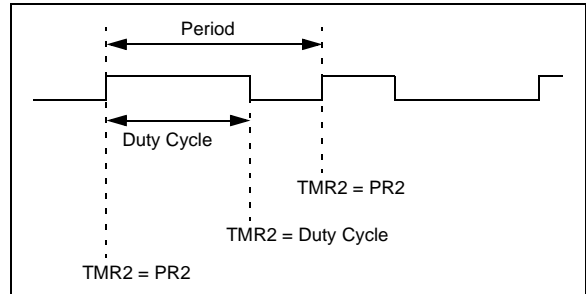 Period
Duty Cycle
TMR2 = PR2
TMR2 = Duty Cycle
TMR2 = PR2